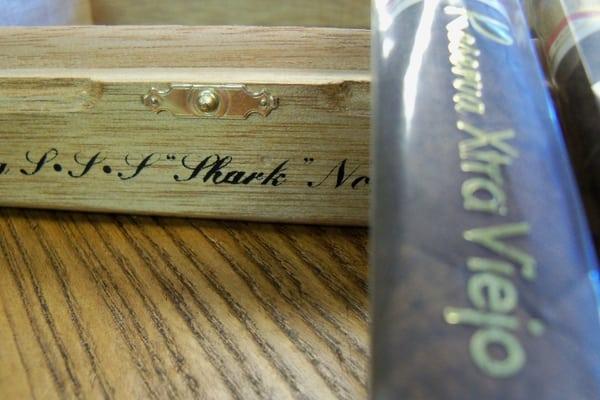 S•S•S "Shark" No
Reserva Xtra Viejo